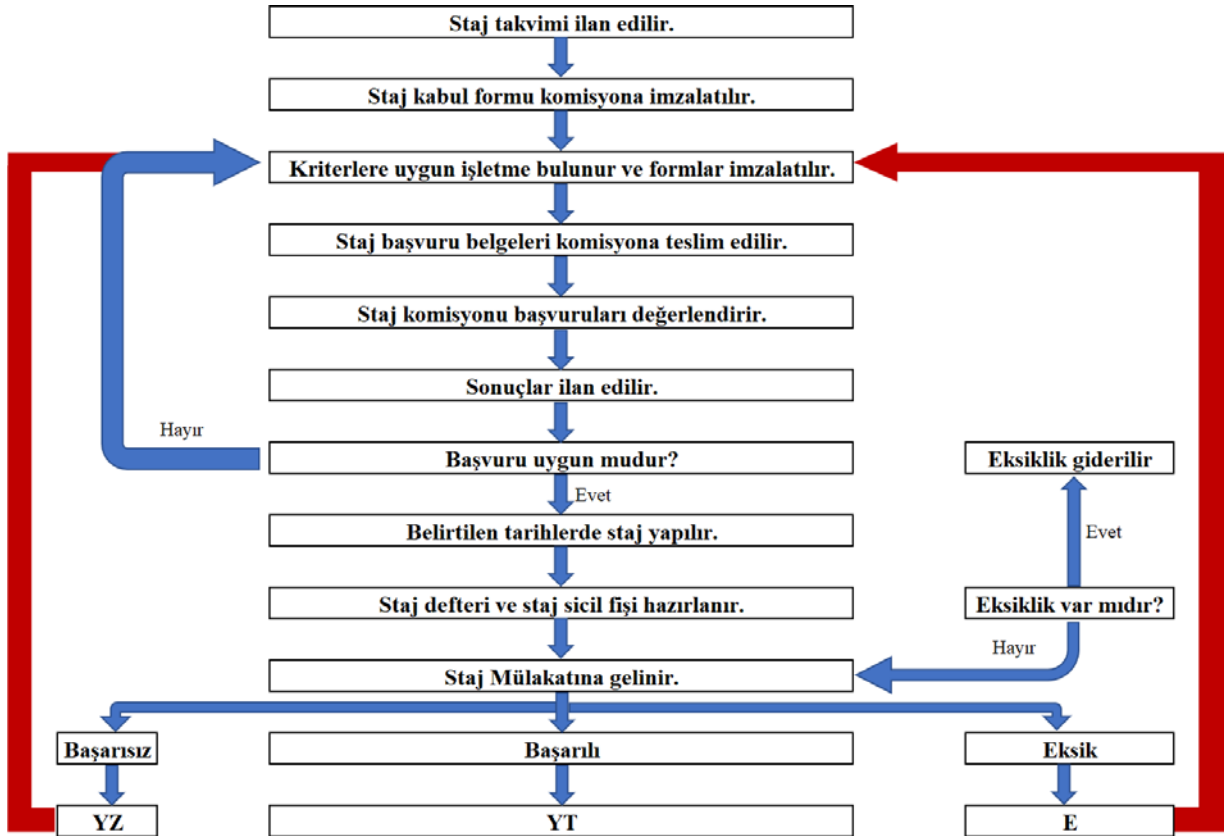 Staj takvimi ilan edilir.
Staj kabul formu komisyona imzalatılır.
Kriterlere uygun işletme bulunur ve formlar imzalatılır.
Staj başvuru belgeleri komisyona teslim edilir.
Staj komisyonu başvuruları değerlendirir.
Sonuçlar ilan edilir.
Hayır
Başvuru uygun mudur?
Eksiklik giderilir
Evet
Belirtilen tarihlerde staj yapılır.
Evet
Staj defteri ve staj sicil fişi hazırlanır.
Eksiklik var mıdır?
Hayır
Staj Mülakatına gelinir.
Başarısız
Başarılı
Eksik
YZ
YT
E